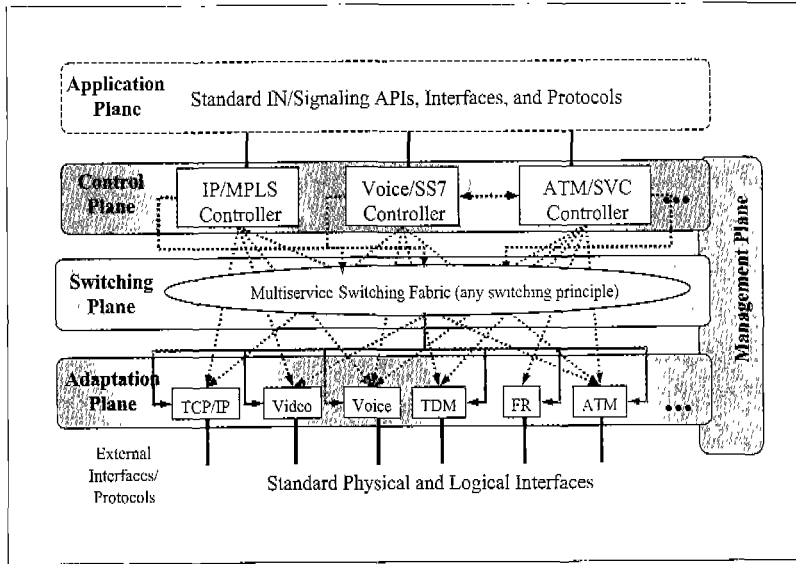 Application
Plane
Standard IN/Signaling APIs, Interfaces, and Protocols
Control
Plane
IP/MPLS
Controller
Voice/SS7
Controller
ATM/SVC
Controller
Management Plane
Switching
Plane
Multiservice Switching Fabric (any switching principle)
Adaptation
Plane
TCP/IP
Video
Voice
TDM
FR
ATM
External
Interfaces/
Protocols
Standard Physical and Logical Interfaces